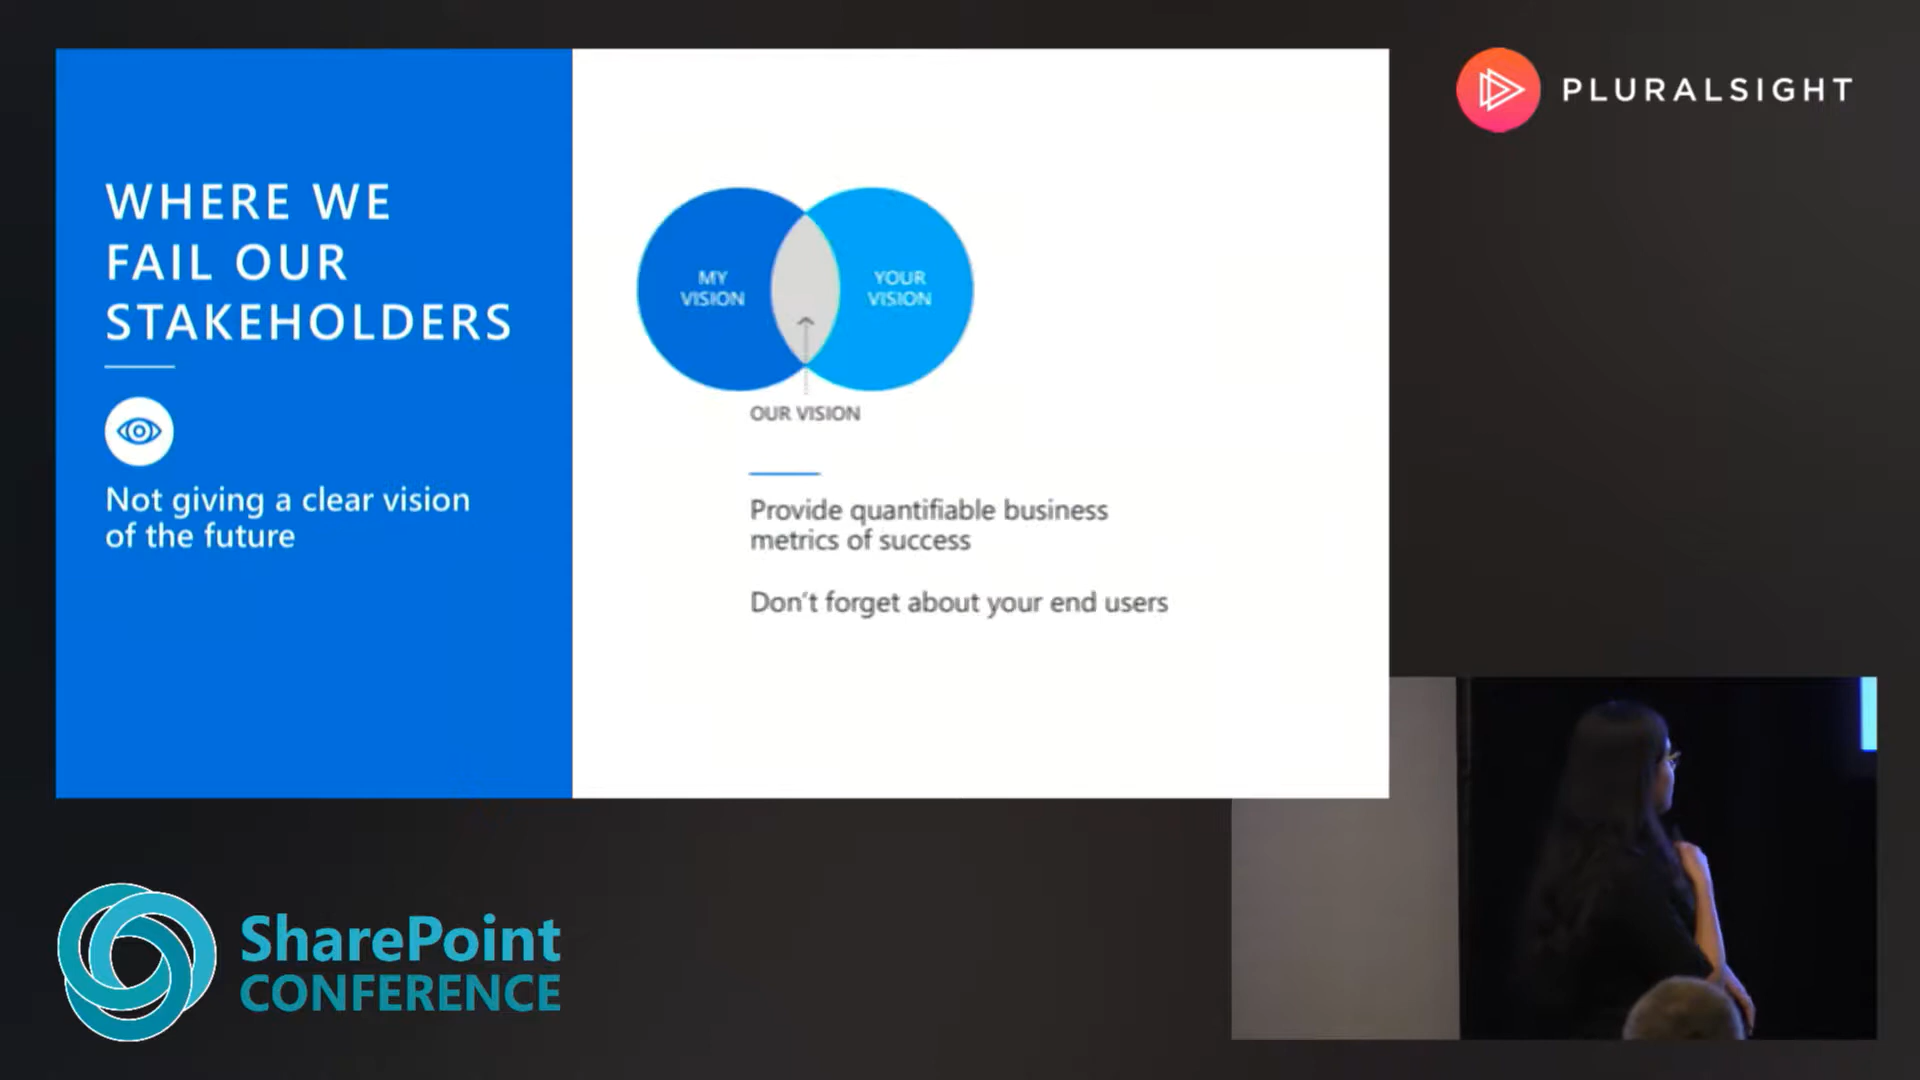 WHERE WE
FAIL OUR
STAKEHOLDERS
Not giving a clear vision
of the future
MY
VISION
YOUR
VISION
OUR VISION
Provide quantifiable business
metrics of success
Don't forget about your end users
PLURALSIGHT
SharePoint
CONFERENCE